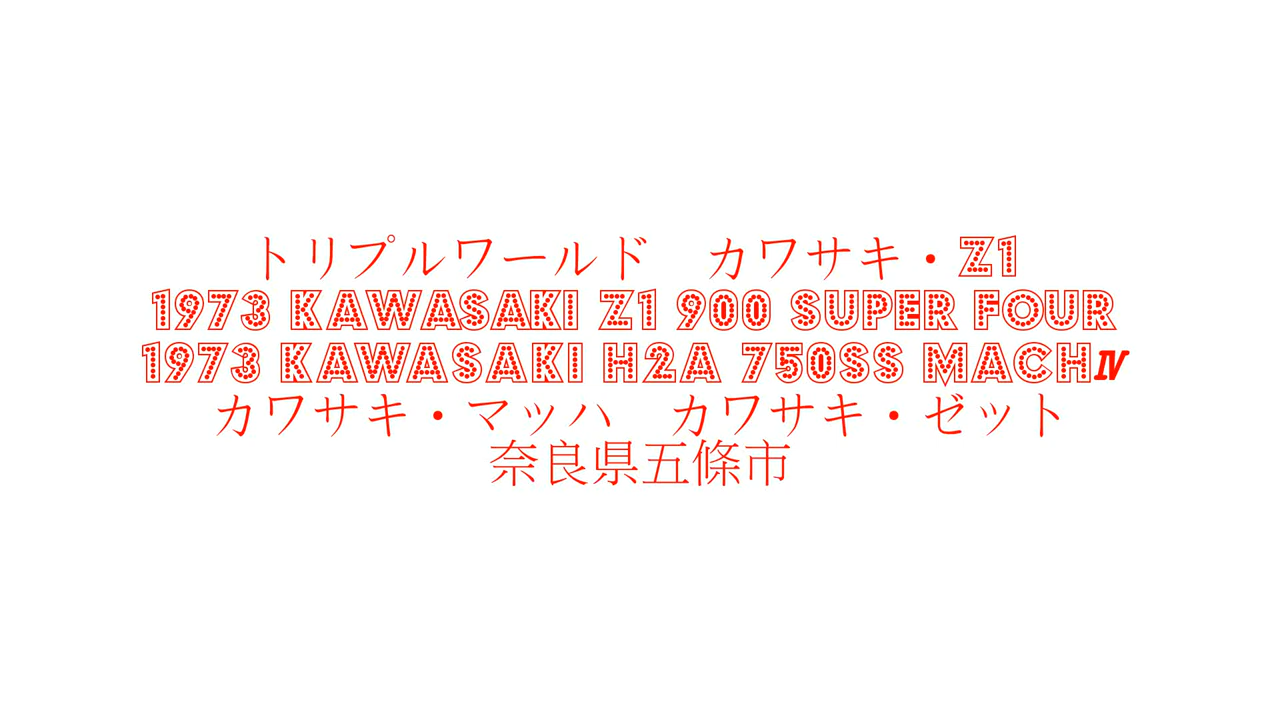 トリプルワールド　カワサキ・Z1
1973 KAWASAKI Z1 900 SUPER FOUR
1973 KAWASAKI H2A 750SS MACHⅣ
カワサキ・マッハ　カワサキ・ゼット
奈良県五條市